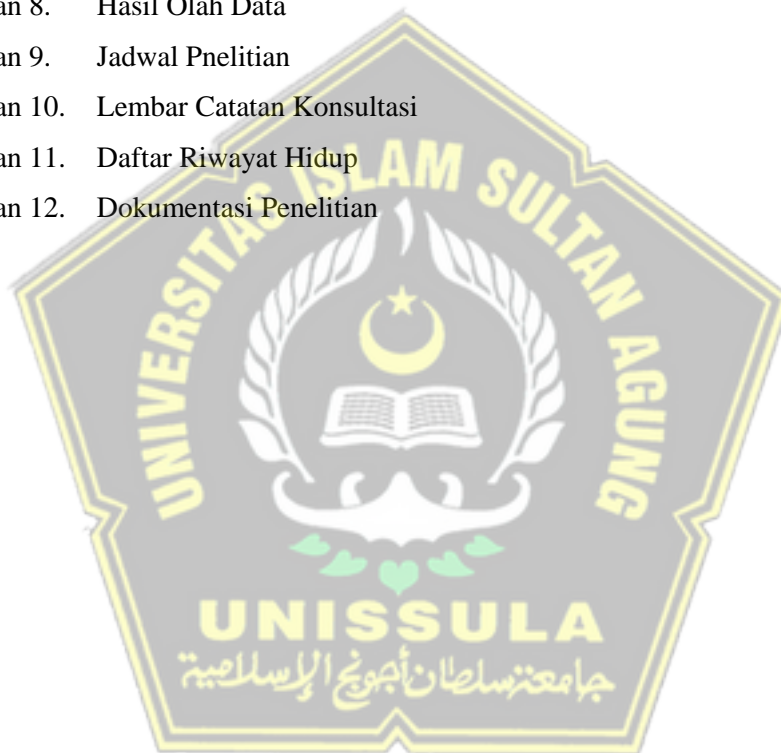 an 8. Hasil Olah Data
an 9. Jadwal Pnelitian
an 10. Lembar Catatan Konsultasi
an 11. Daftar Riwayat Hidup
an 12. Dokumentasi Penelitian
UNIVERSITAS ISLAM SULTAN AGUNG
UNISSULA
جامعة سلطان أجونج الإسلامية